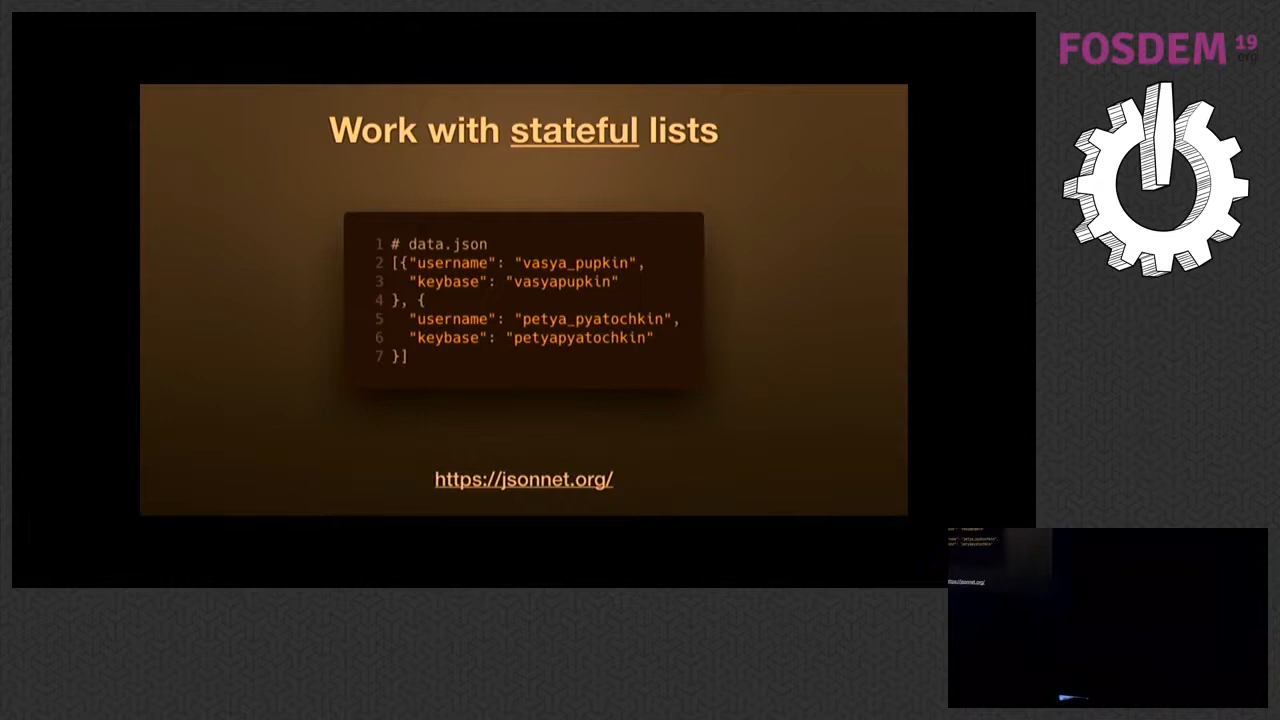 FOSDEM 19
.org
Work with stateful lists
1 # data.json
2 [{"username": "vasya_pupkin",
3 "keybase": "vasyapupkin"
4 }, {
5 "username": "petya_pyatochkin",
6 "keybase": "petyapyatochkin"
7 }]
https://jsonnet.org/